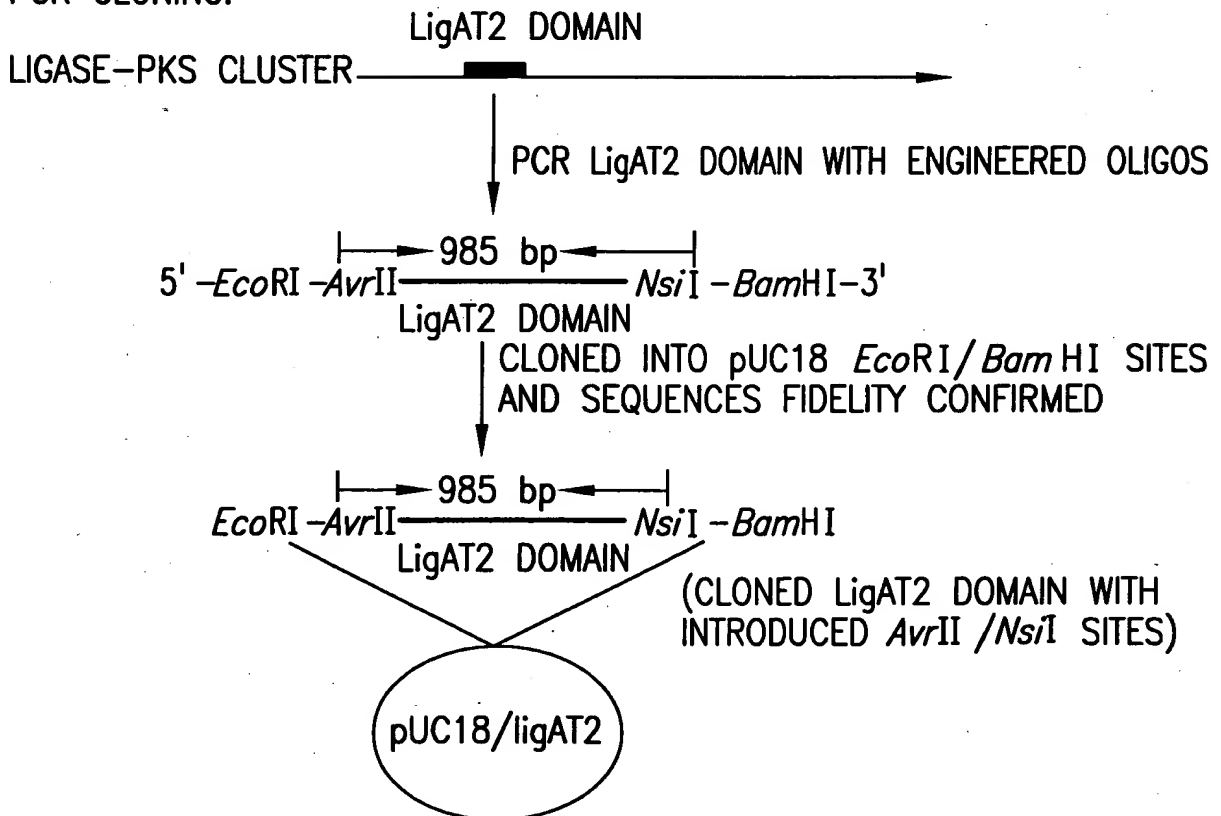 PCR CLONING:
LigAT2 DOMAIN
LIGASE-PKS CLUSTER
PCR LigAT2 DOMAIN WITH ENGINEERED OLIGOS
985 bp
5' -EcoRI -AvrII NsiI -BamHI-3'
LigAT2 DOMAIN
CLONED INTO pUC18 EcoRI/BamHI SITES
AND SEQUENCES FIDELITY CONFIRMED
985 bp
EcoRI -AvrII NsiI -BamHI
LigAT2 DOMAIN
(CLONED LigAT2 DOMAIN WITH
INTRODUCED AvrII /NsiI SITES)
pUC18/ligAT2